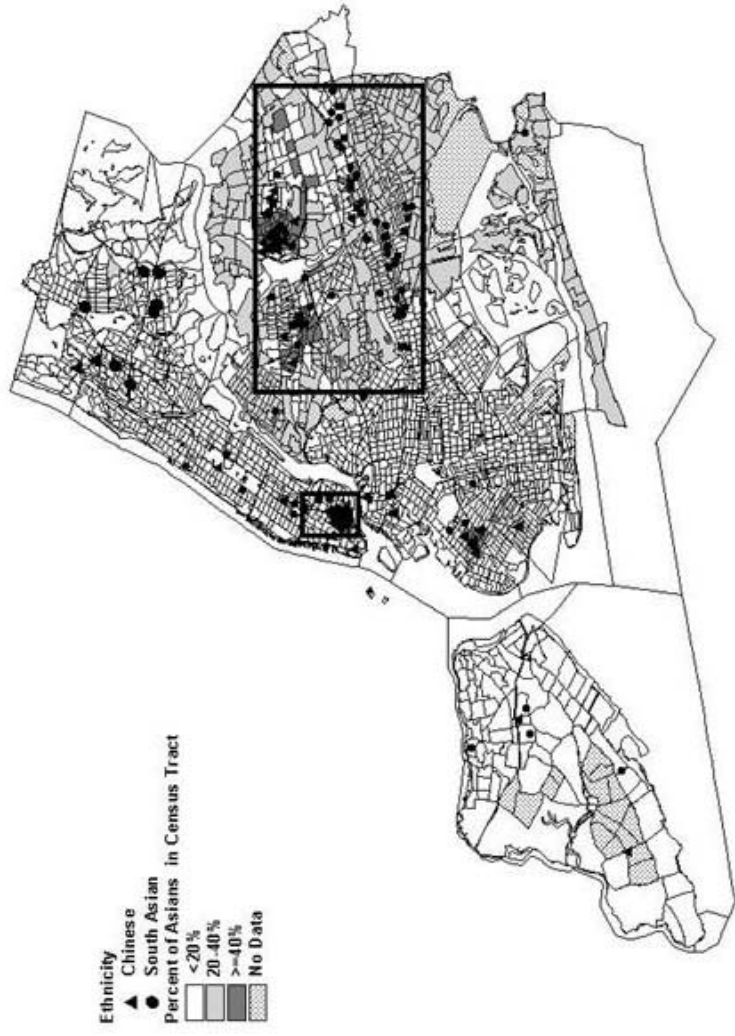 Ethnicity
Chinese
South Asian
Percent of Asians in Census Tract
<20%
20-40%
>=40%
No Data